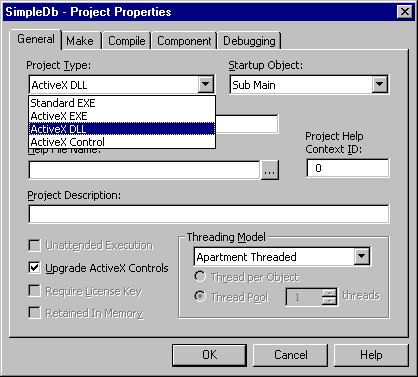 SimpleDb - Project Properties
General Make Compile Component Debugging
Project Type: Startup Object:
ActiveX DLL Sub Main
Standard EXE
ActiveX EXE
ActiveX DLL
ActiveX Control
Project Help
Context ID:
Help File Name:
... 0
Project Description:
Unattended Execution
Upgrade ActiveX Controls
Require License Key
Retained In Memory
Threading Model
Apartment Threaded
Thread per Object
Thread Pool 1 threads
OK Cancel Help